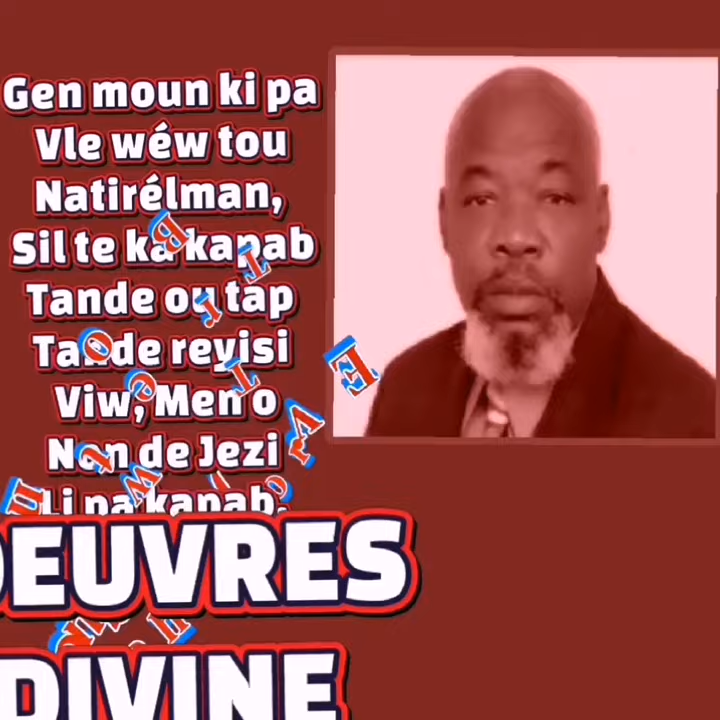 Gen moun ki pa
Vle wéw tou
Natirélman,
Sil te ka kapab
Tande ou tap
Tande reyisi
Viw, Men o
Non de Jezi
Li pa kapab.
OEUVRES
DIVINE